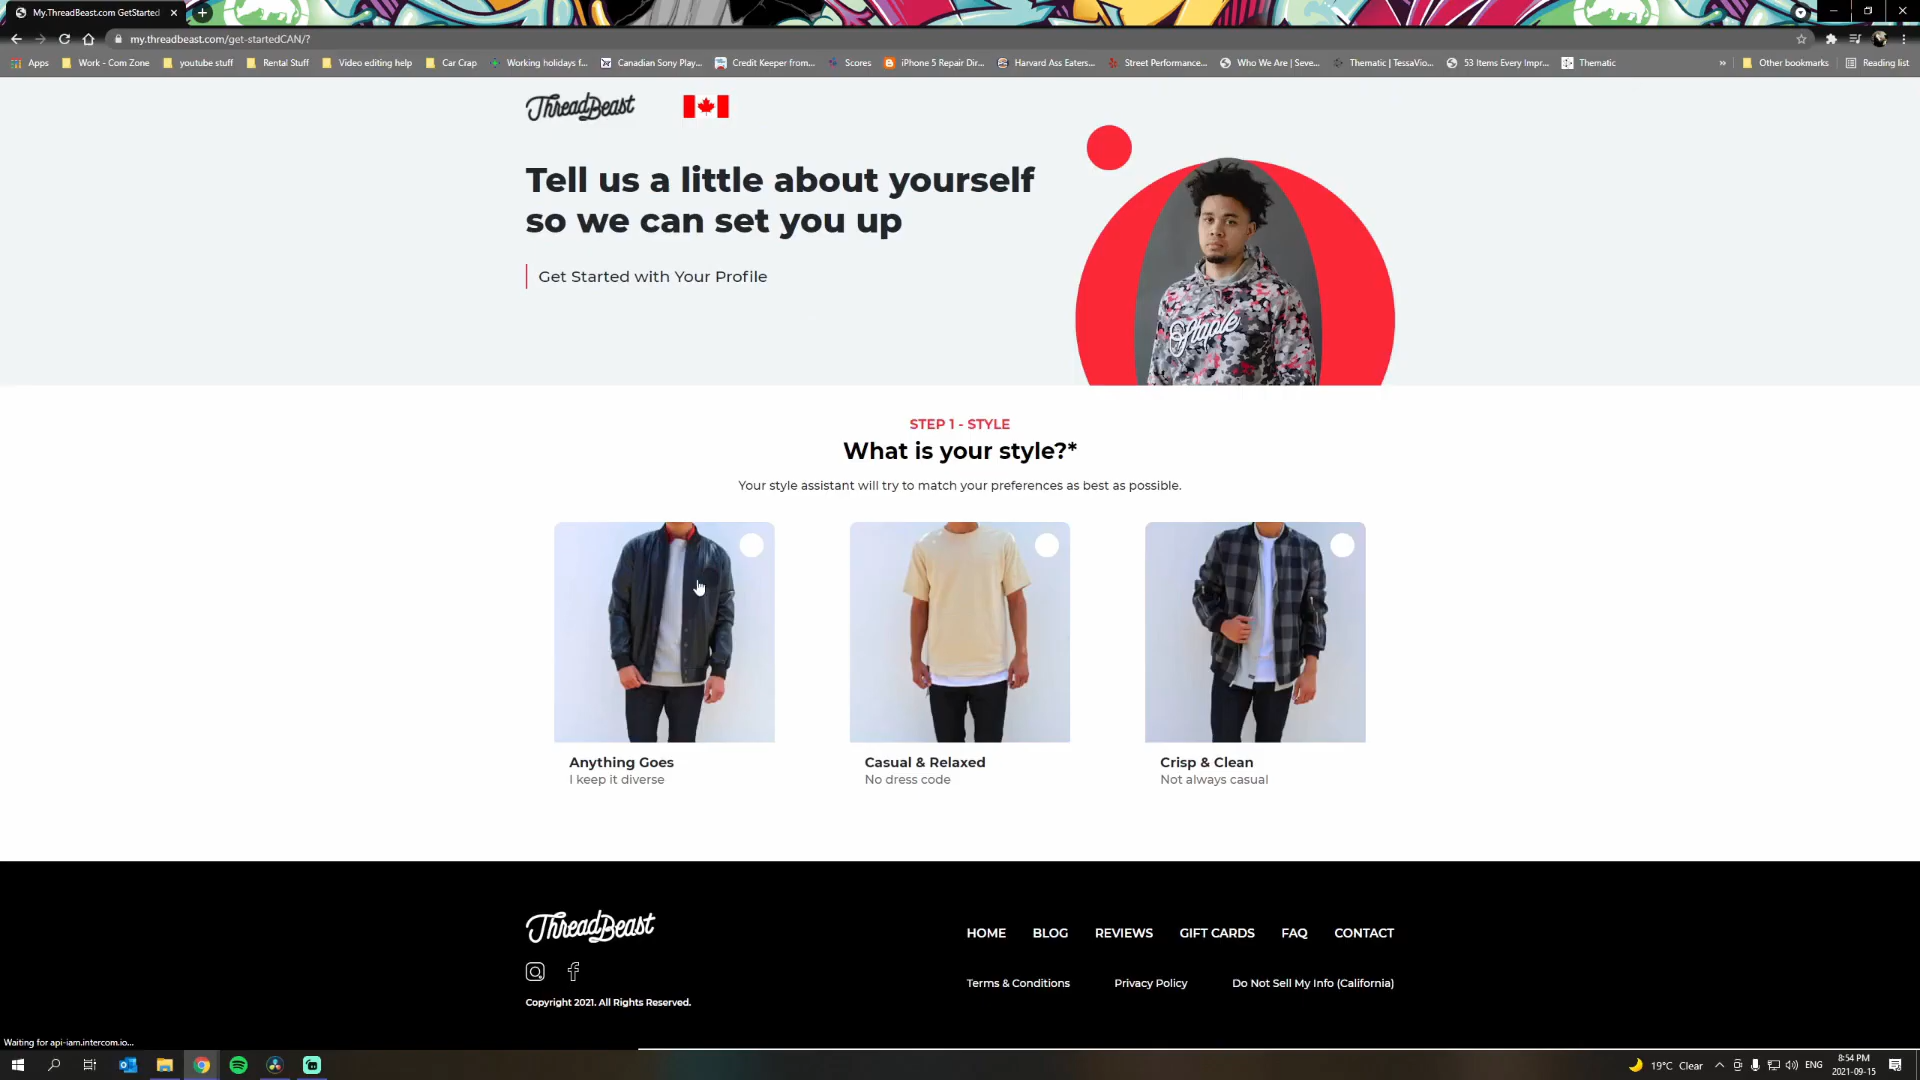 My.ThreadBeast.com GetStarted
my.threadbeast.com/get-startedCAN/?
Apps Work - Com Zone youtube stuff Rental Stuff Video editing help Car Crap Working holidays f... Canadian Sony Play... Credit Keeper from... Scores iPhone 5 Repair Dir... Harvard Ass Eaters... Street Performance... Who We Are | Seve... Thematic | TessaVio... 53 Items Every Impr... Thematic » Other bookmarks Reading list
ThreadBeast
Tell us a little about yourself
so we can set you up
Get Started with Your Profile
Staple
STEP 1 - STYLE
What is your style?*
Your style assistant will try to match your preferences as best as possible.
Anything Goes
I keep it diverse
Casual & Relaxed
No dress code
Crisp & Clean
Not always casual
ThreadBeast
HOME BLOG REVIEWS GIFT CARDS FAQ CONTACT
Terms & Conditions Privacy Policy Do Not Sell My Info (California)
Copyright 2021. All Rights Reserved.
Waiting for api-iam.intercom.io...
19°C Clear ENG 8:54 PM
2021-09-15